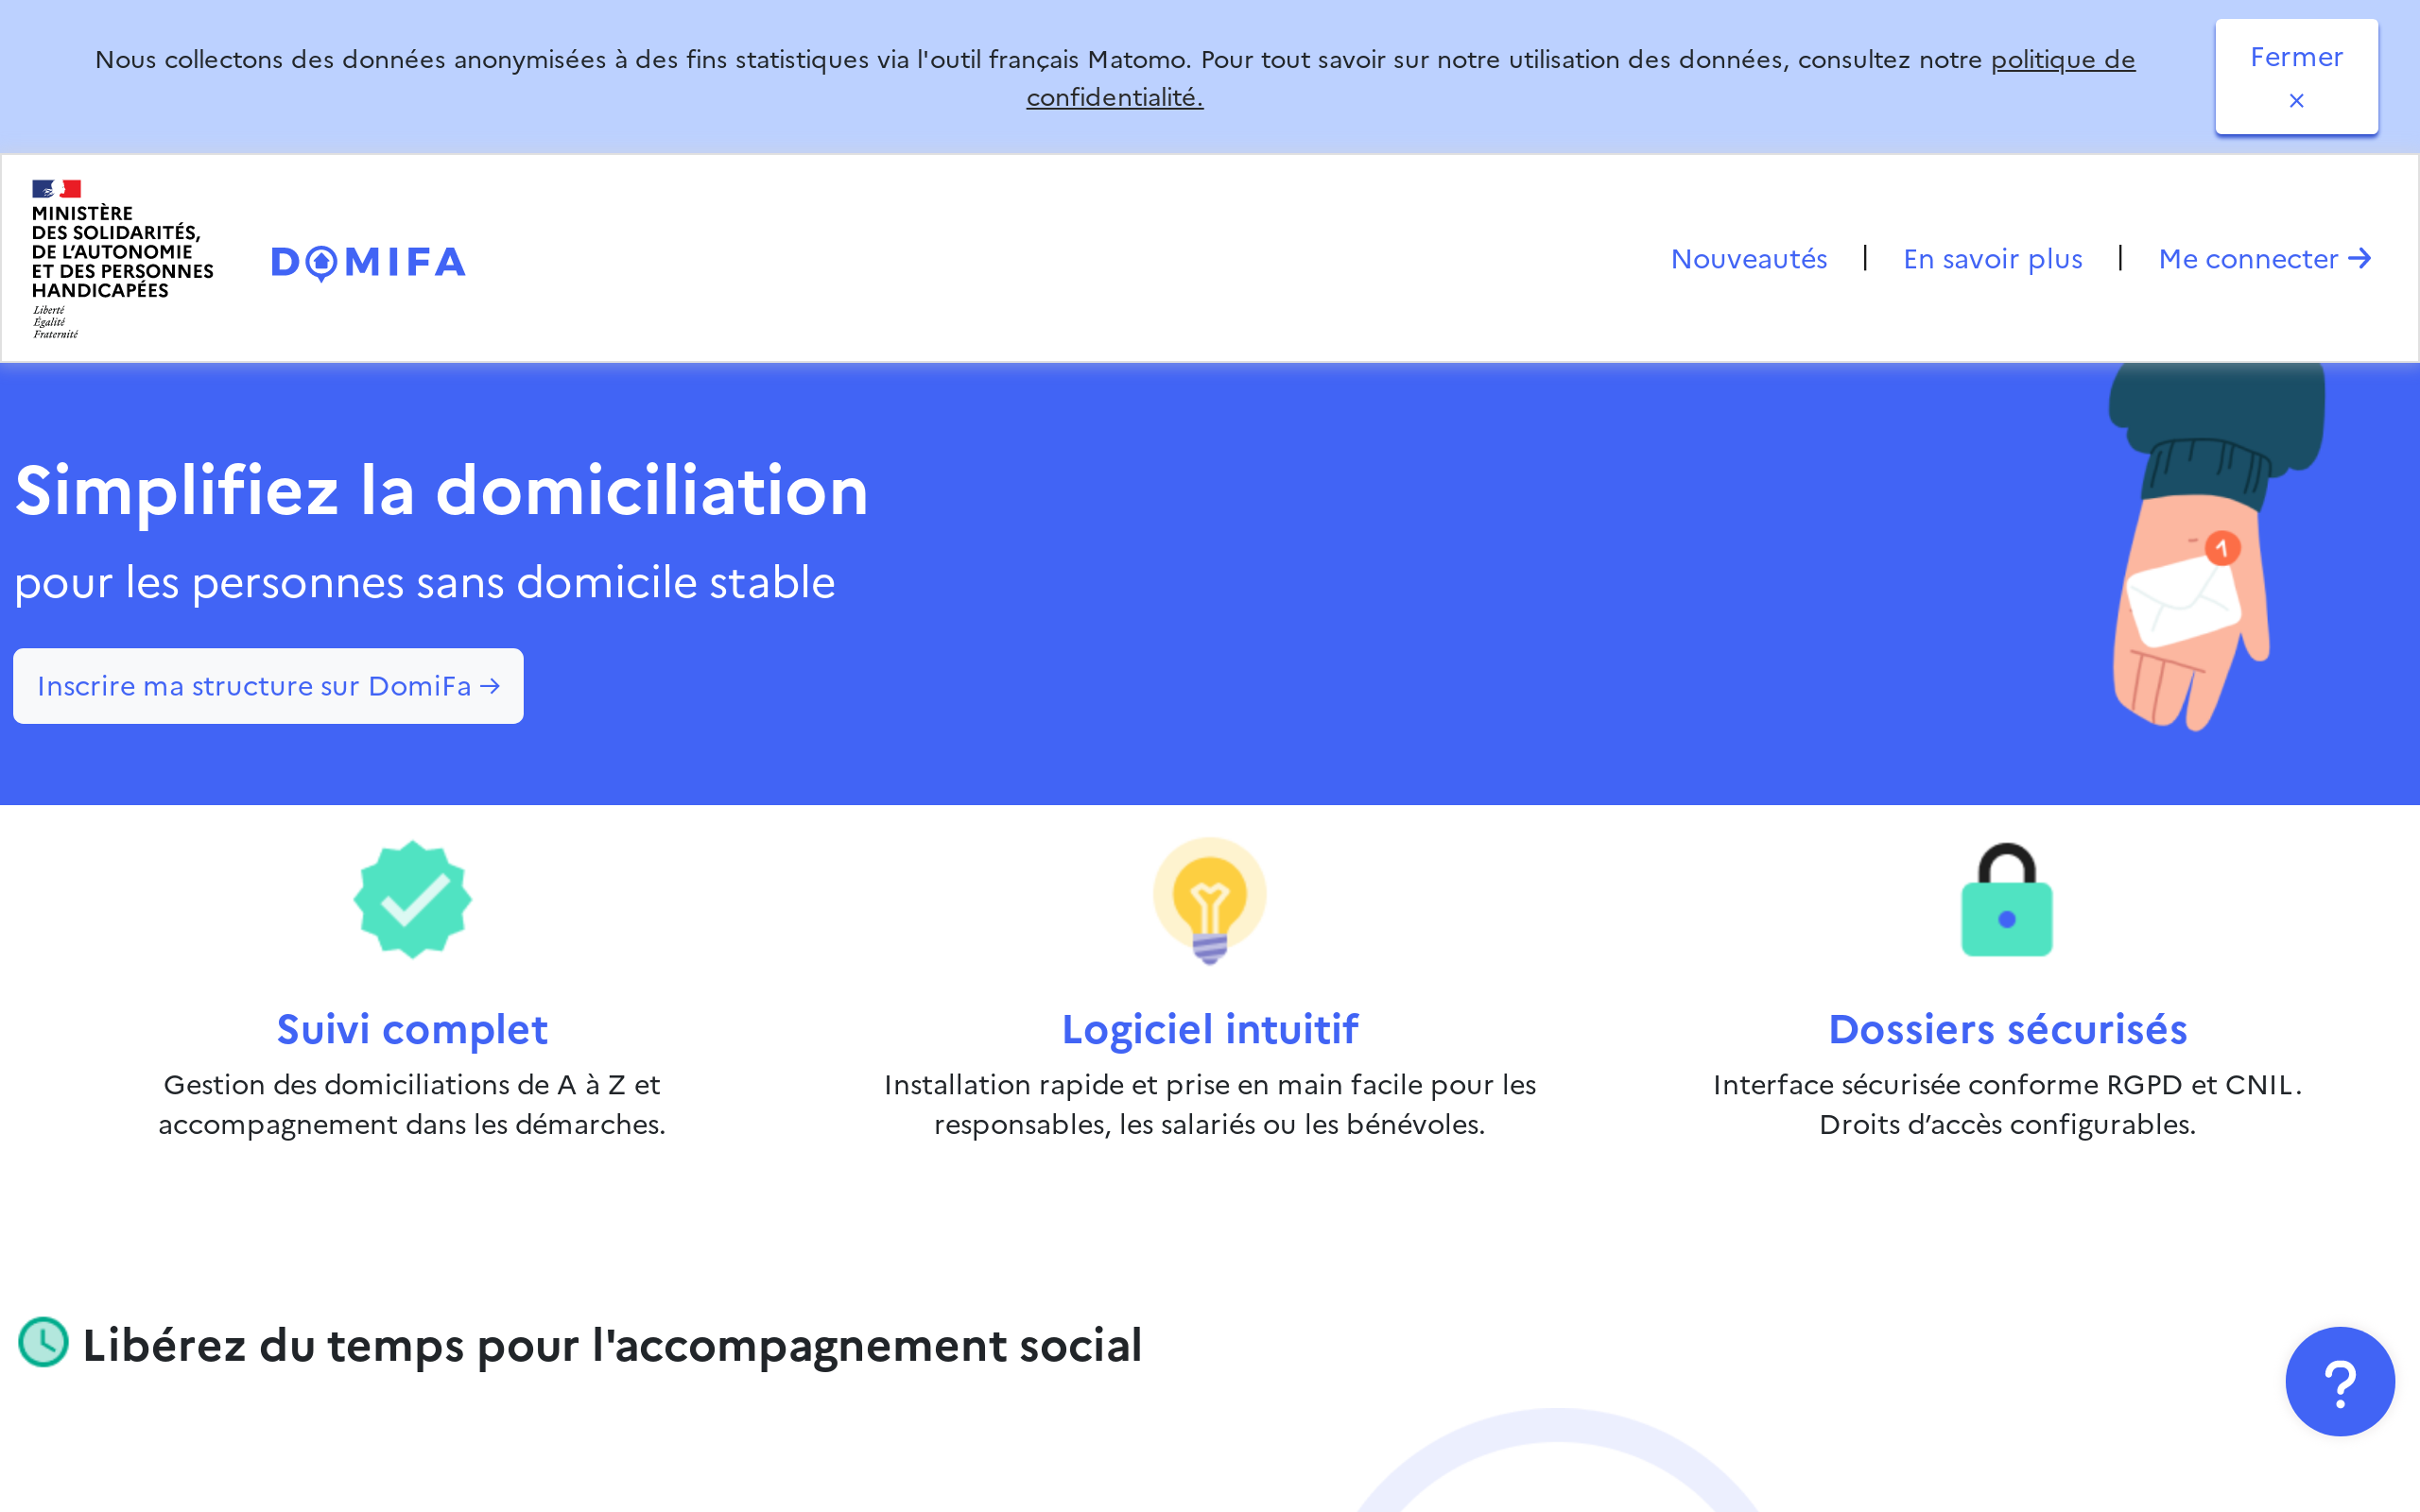 Nous collectons des données anonymisées à des fins statistiques via l'outil français Matomo. Pour tout savoir sur notre utilisation des données, consultez notre politique de
confidentialité.
Fermer
×
MINISTÈRE
DES SOLIDARITÉS,
DE L'AUTONOMIE
ET DES PERSONNES
HANDICAPÉES
Liberté
Égalité
Fraternité
DOMIFA
Nouveautés
En savoir plus
Me connecter →
Simplifiez la domiciliation
pour les personnes sans domicile stable
1
Inscrire ma structure sur DomiFa →
Suivi complet
Gestion des domiciliations de A à Z et
accompagnement dans les démarches.
Logiciel intuitif
Installation rapide et prise en main facile pour les
responsables, les salariés ou les bénévoles.
Dossiers sécurisés
Interface sécurisée conforme RGPD et CNIL.
Droits d’accès configurables.
Libérez du temps pour l'accompagnement social
?